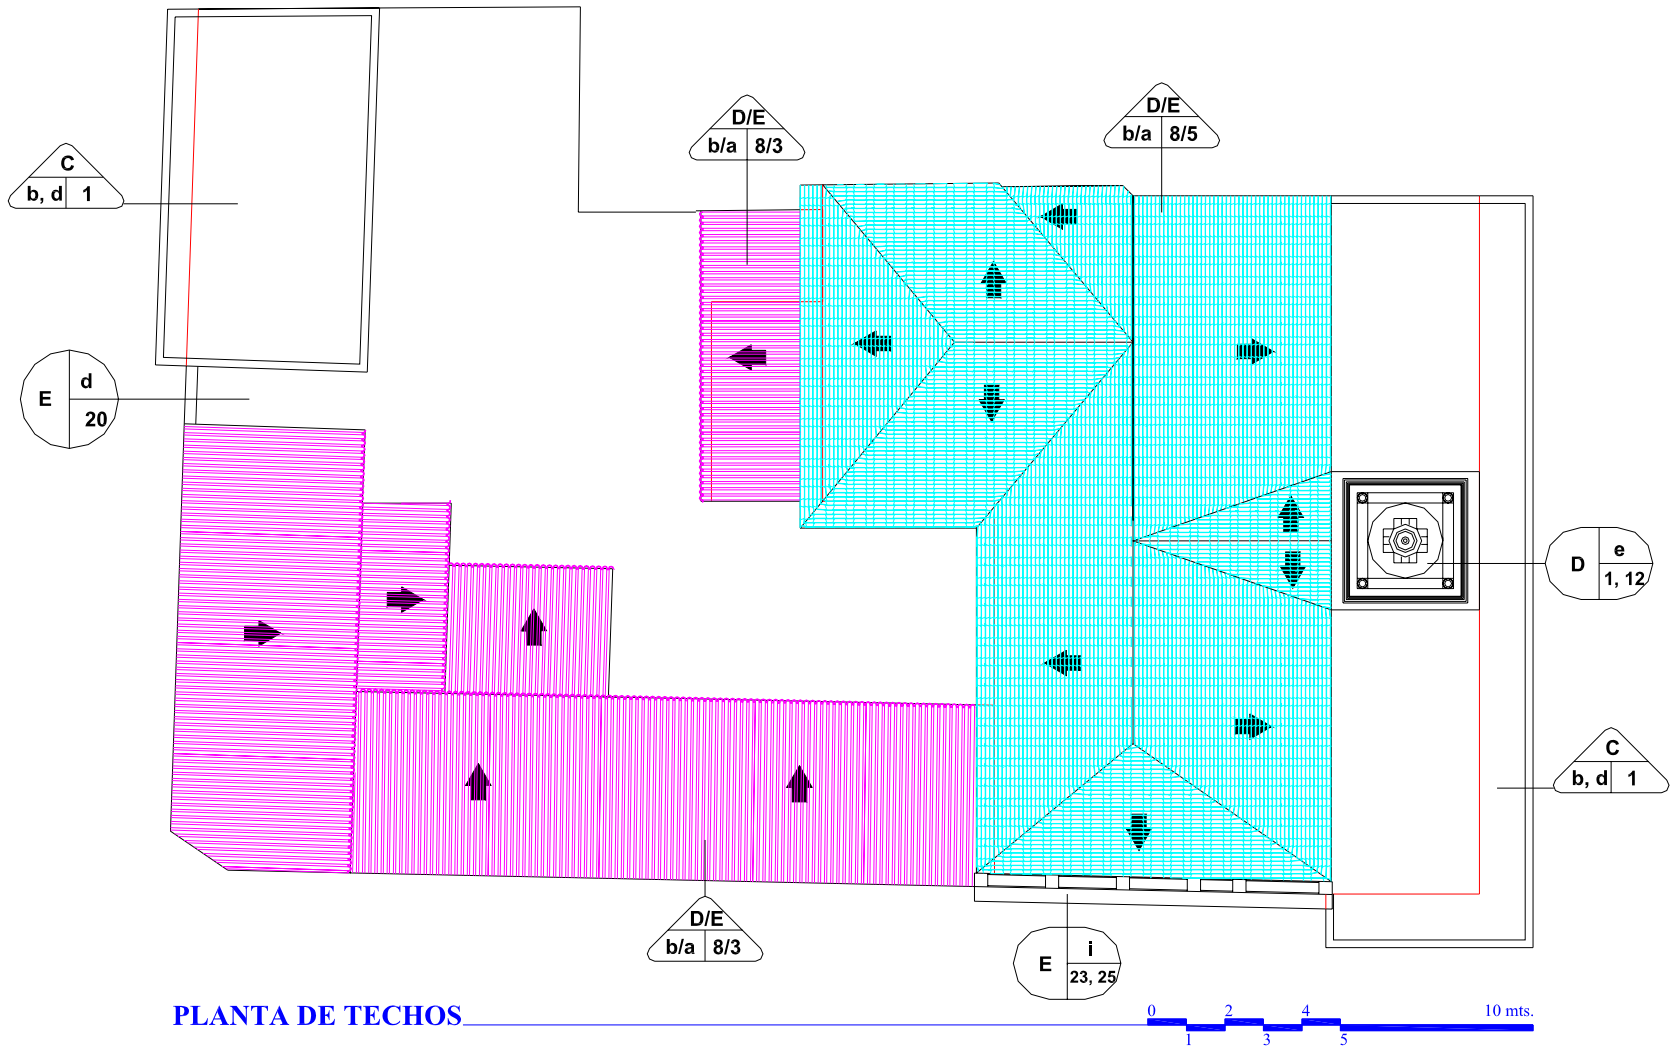 D/E
b/a 8/5
D/E
b/a 8/3
C
b, d 1
d
E
20
e
D
1, 12
C
b, d 1
D/E
b/a 8/3
i
E
23, 25
PLANTA DE TECHOS
0 2 4 10 mts.
1 3 5